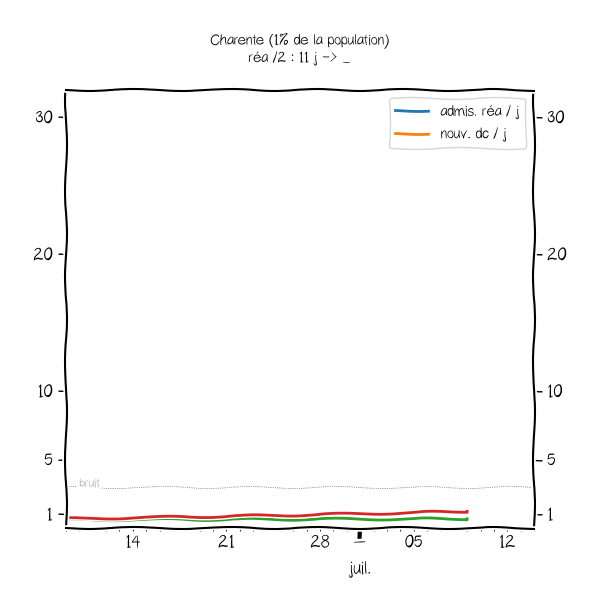 Charente (1% de la population)
réa /2 : 11 j -> _
admis. réa / j
nouv. dc / j
30
30
20
20
10
10
5
5
bruit
1
1
14 21 28 05 12
juil.